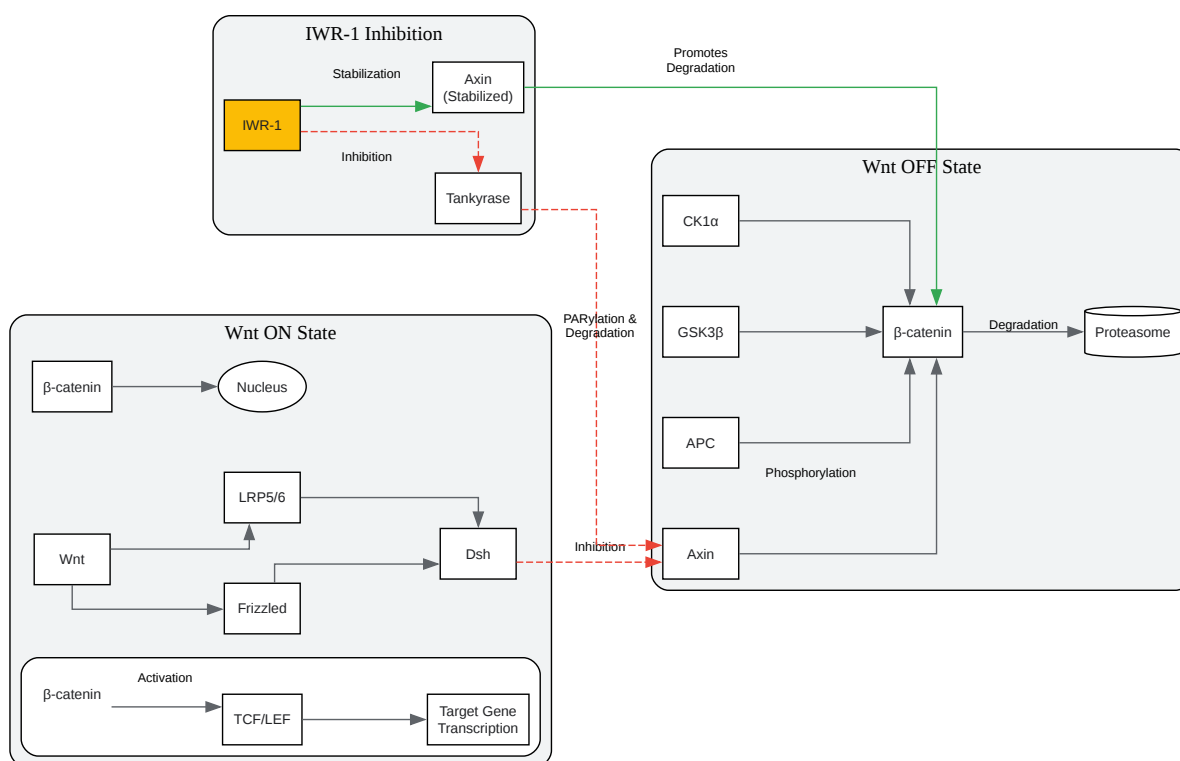 IWR-1 Inhibition
Stabilization
Axin
(Stabilized)
IWR-1
Inhibition
Tankyrase
Promotes
Degradation
Wnt OFF State
CK1α
GSK3β
β-catenin
Degradation
Proteasome
APC
Phosphorylation
Axin
PARylation &
Degradation
Inhibition
Wnt ON State
β-catenin
Nucleus
LRP5/6
Wnt
Dsh
Frizzled
β-catenin
Activation
TCF/LEF
Target Gene
Transcription